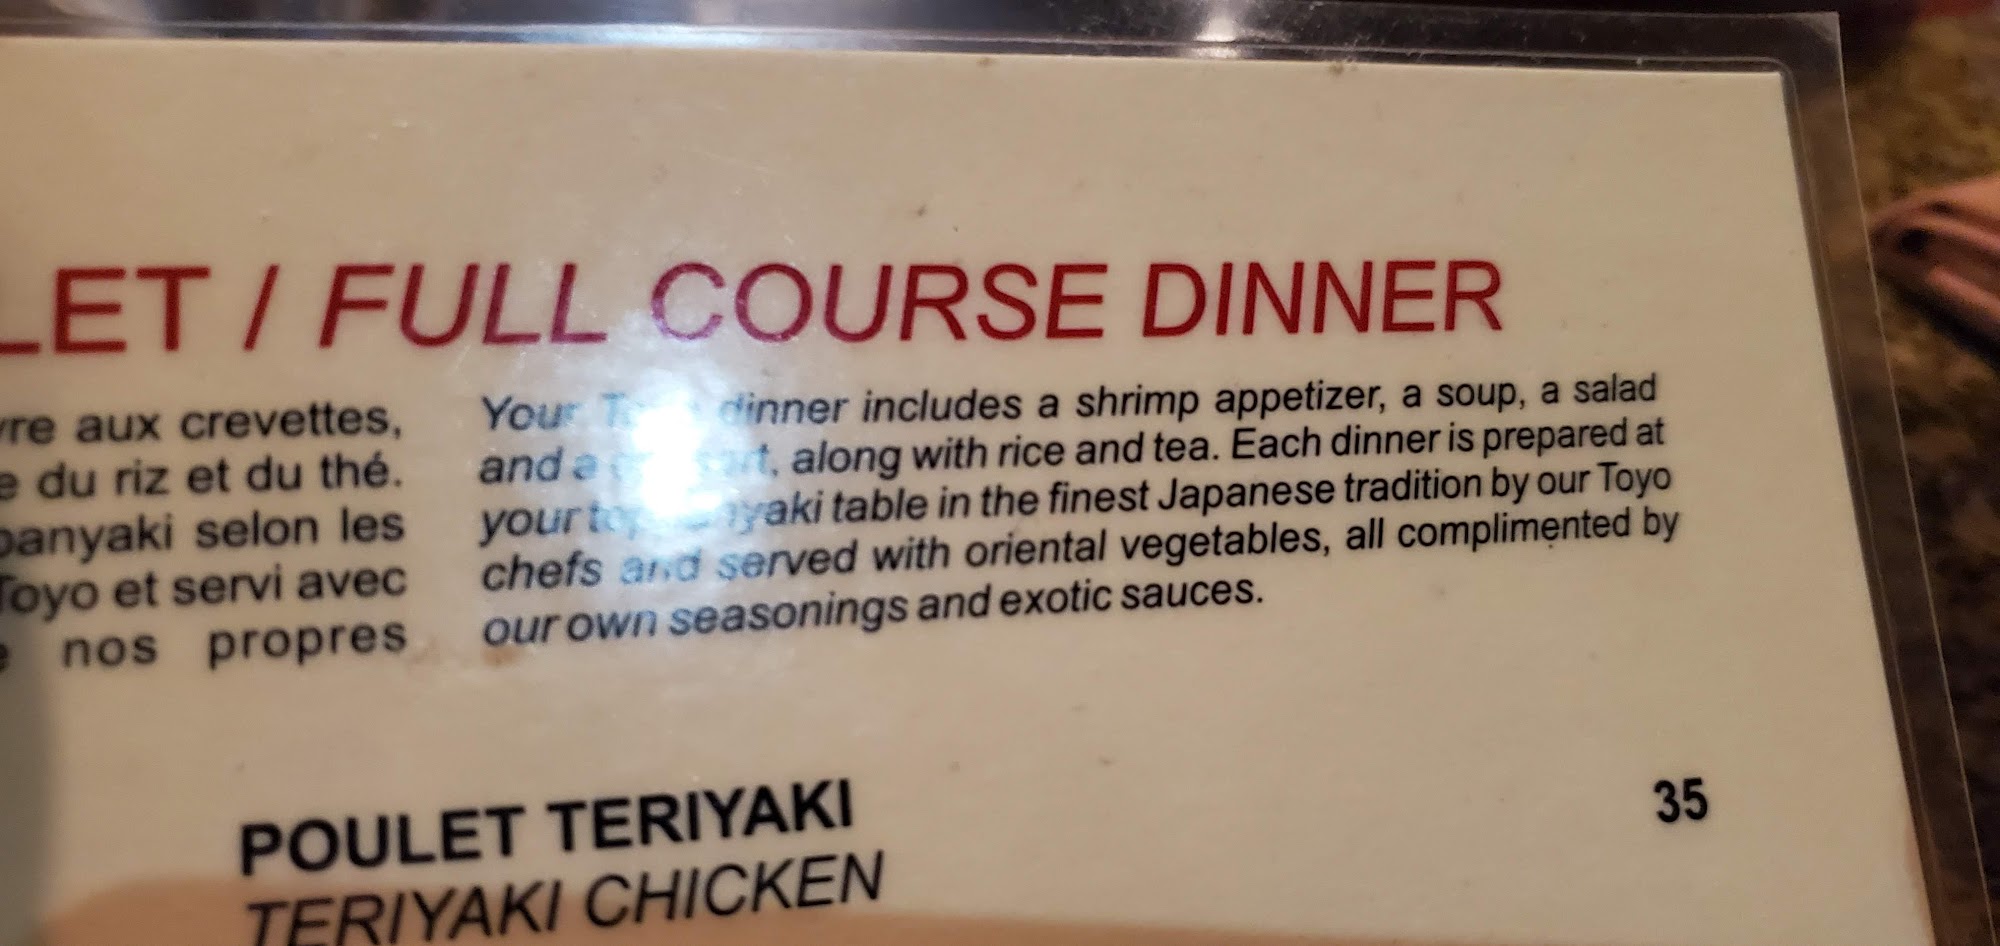 LET / FULL COURSE DINNER
vre aux crevettes,
e du riz et du thé.
panyaki selon les
Toyo et servi avec
nos propres
Your dinner includes a shrimp appetizer, a soup, a salad
and a along with rice and tea. Each dinner is prepared at
your table in the finest Japanese tradition by our Toyo
chefs and served with oriental vegetables, all complimented by
our own seasonings and exotic sauces.
POULET TERIYAKI 35
TERIYAKI CHICKEN